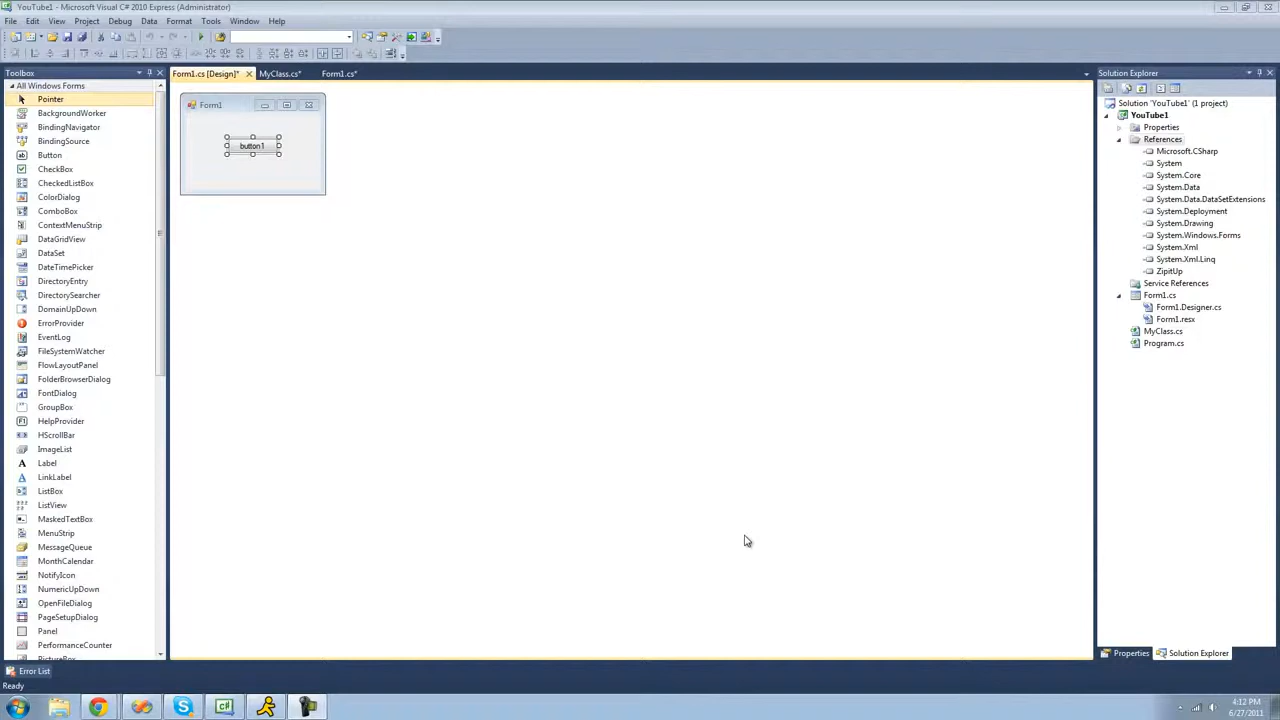 YouTube1 - Microsoft Visual C# 2010 Express (Administrator)
File Edit View Project Debug Data Format Tools Window Help
Toolbox
All Windows Forms
Pointer
BackgroundWorker
BindingNavigator
BindingSource
Button
CheckBox
CheckedListBox
ColorDialog
ComboBox
ContextMenuStrip
DataGridView
DataSet
DateTimePicker
DirectoryEntry
DirectorySearcher
DomainUpDown
ErrorProvider
EventLog
FileSystemWatcher
FlowLayoutPanel
FolderBrowserDialog
FontDialog
GroupBox
HelpProvider
HScrollBar
ImageList
Label
LinkLabel
ListBox
ListView
MaskedTextBox
MenuStrip
MessageQueue
MonthCalendar
NotifyIcon
NumericUpDown
OpenFileDialog
PageSetupDialog
Panel
PerformanceCounter
PictureBox
Form1.cs [Design]* MyClass.cs* Form1.cs*
Form1
button1
Solution Explorer
Solution 'YouTube1' (1 project)
YouTube1
Properties
References
Microsoft.CSharp
System
System.Core
System.Data
System.Data.DataSetExtensions
System.Deployment
System.Drawing
System.Windows.Forms
System.Xml
System.Xml.Linq
ZipitUp
Service References
Form1.cs
Form1.Designer.cs
Form1.resx
MyClass.cs
Program.cs
Properties Solution Explorer
Error List
Ready
4:12 PM
6/27/2011